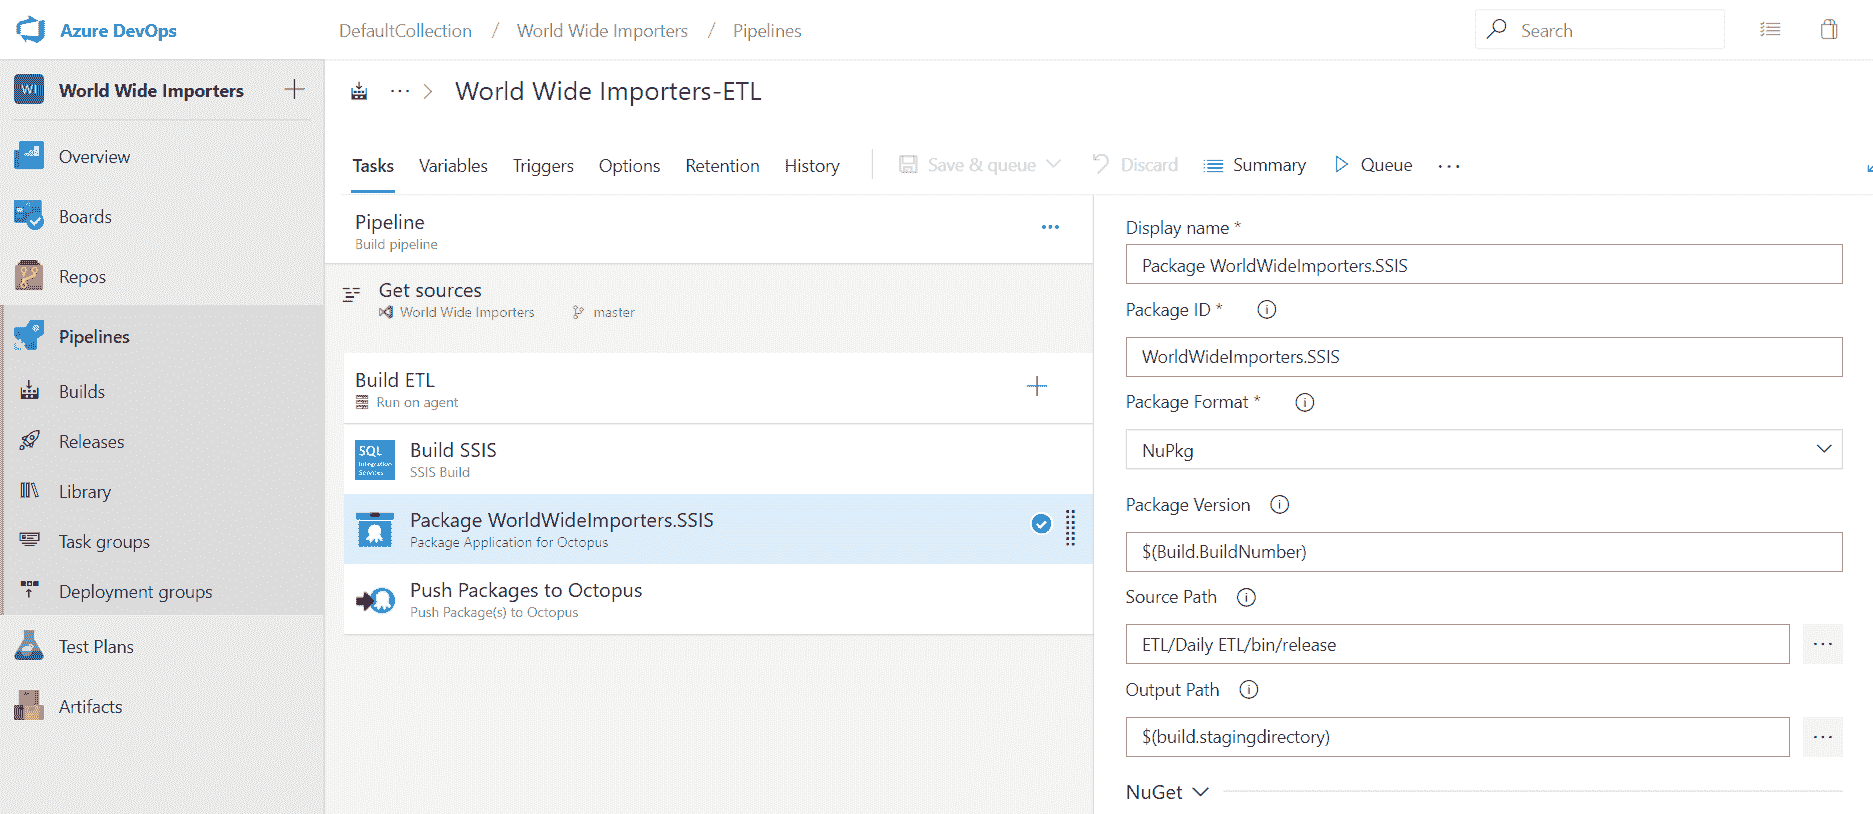 Azure DevOps
DefaultCollection / World Wide Importers / Pipelines
Search
WI World Wide Importers
Overview
Boards
Repos
Pipelines
Builds
Releases
Library
Task groups
Deployment groups
Test Plans
Artifacts
··· > World Wide Importers-ETL
Tasks Variables Triggers Options Retention History Save & queue Discard Summary Queue ···
Pipeline
Build pipeline
Get sources
World Wide Importers master
Build ETL
Run on agent
SQL Integration Services
Build SSIS
SSIS Build
Package WorldWideImporters.SSIS
Package Application for Octopus
Push Packages to Octopus
Push Package(s) to Octopus
Display name *
Package WorldWideImporters.SSIS
Package ID *
WorldWideImporters.SSIS
Package Format *
NuPkg
Package Version
$(Build.BuildNumber)
Source Path
ETL/Daily ETL/bin/release
Output Path
$(build.stagingdirectory)
NuGet